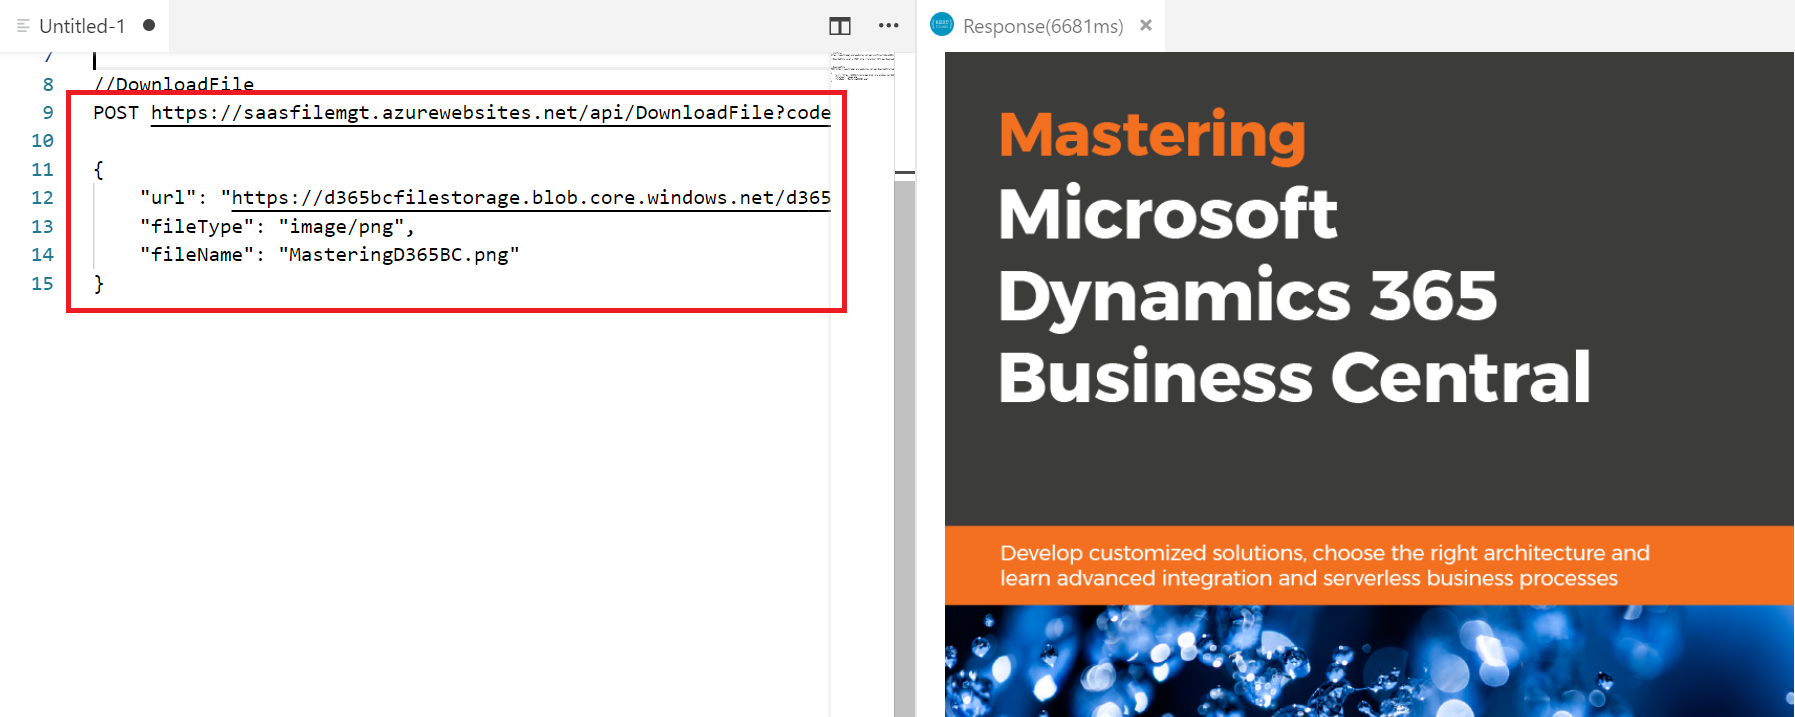 Untitled-1
Response(6681ms)
7
8 //DownloadFile
9 POST https://saasfilemgt.azurewebsites.net/api/DownloadFile?code
10
11 {
12 "url": "https://d365bcfilestorage.blob.core.windows.net/d365
13 "fileType": "image/png",
14 "fileName": "MasteringD365BC.png"
15 }
Mastering
Microsoft
Dynamics 365
Business Central
Develop customized solutions, choose the right architecture and
learn advanced integration and serverless business processes